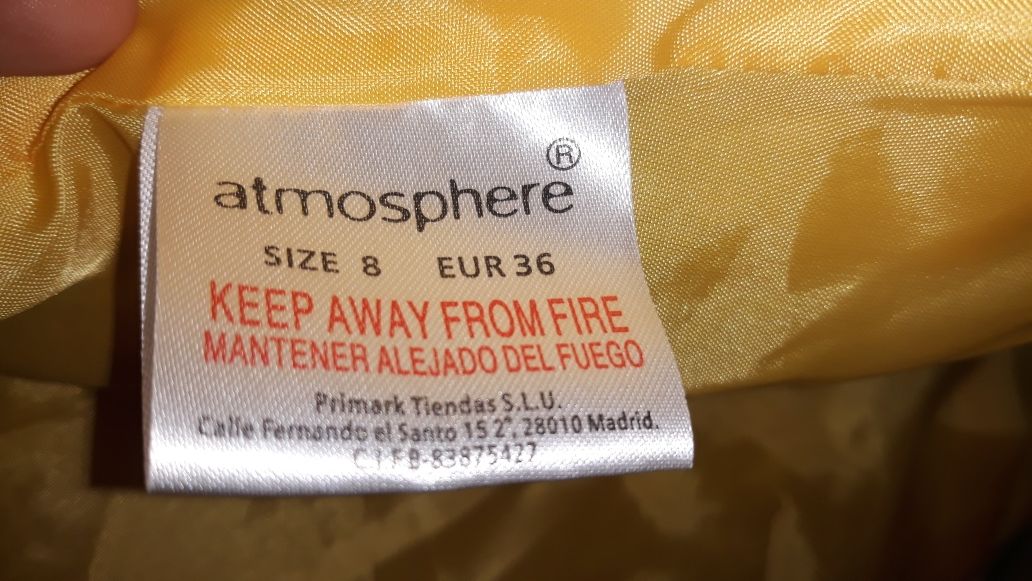 atmosphere®
SIZE 8 EUR 36
KEEP AWAY FROM FIRE
MANTENER ALEJADO DEL FUEGO
Primark Tiendas S.L.U.
Calle Fernando el Santo 15 2°, 28010 Madrid.
C.I.F B-83875427